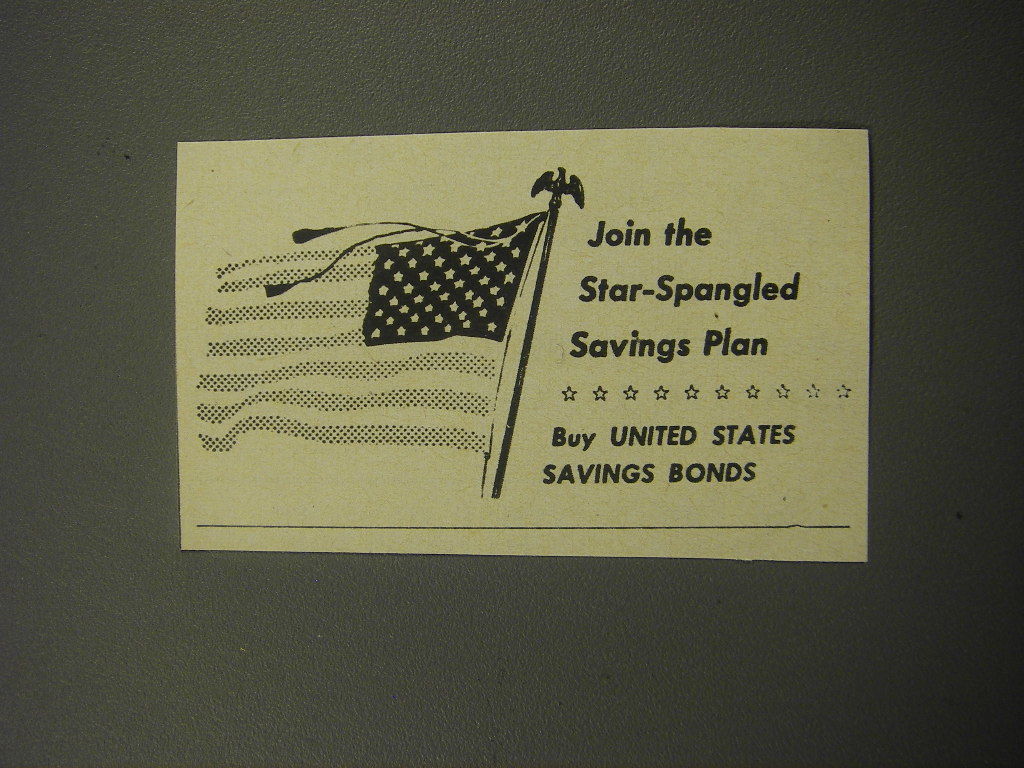 Join the
Star-Spangled
Savings Plan
☆ ☆ ☆ ☆ ☆ ☆ ☆ ☆ ☆ ☆
Buy UNITED STATES
SAVINGS BONDS